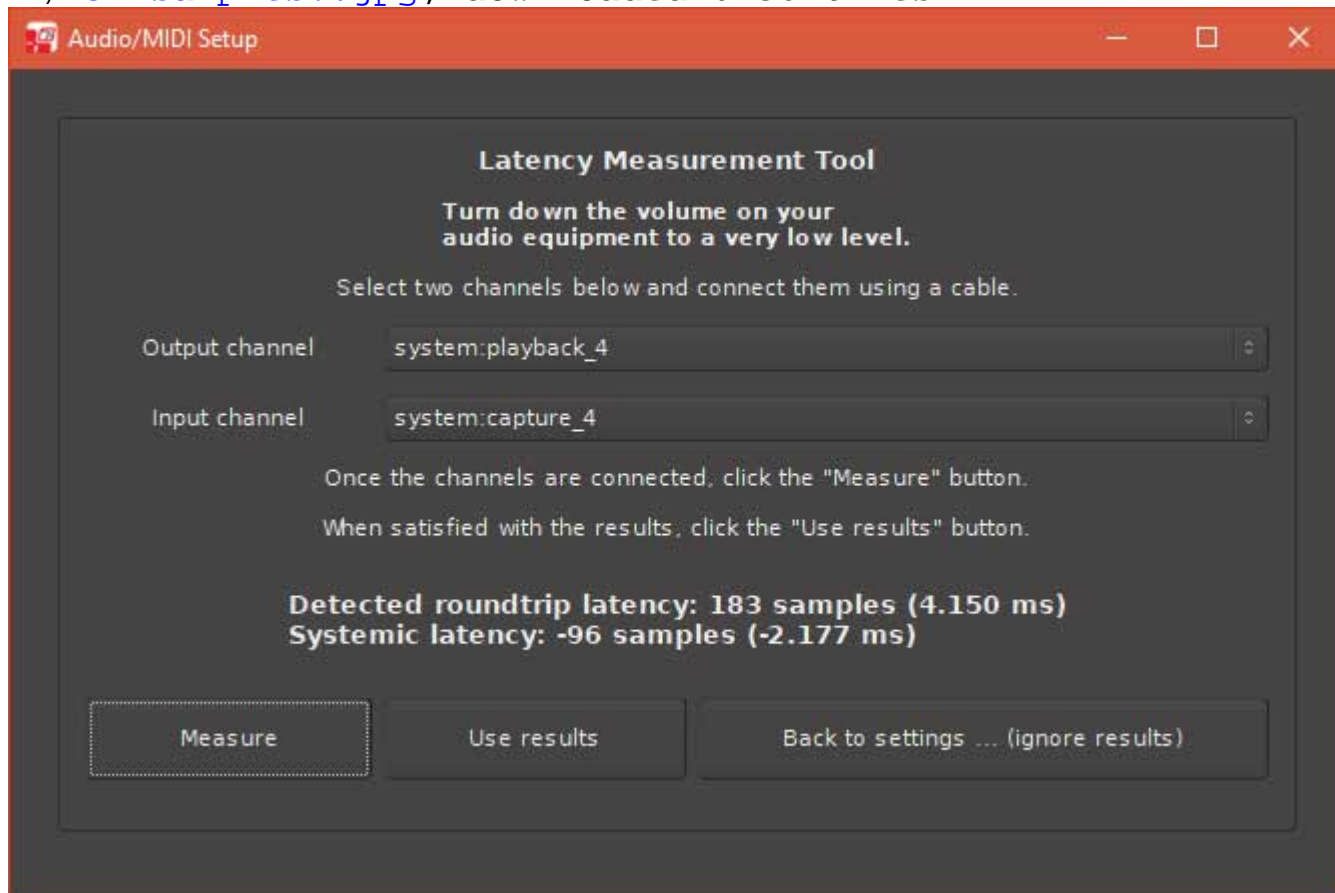 Audio/MIDI Setup
Latency Measurement Tool
Turn down the volume on your
audio equipment to a very low level.
Select two channels below and connect them using a cable.
Output channel system:playback_4
Input channel system:capture_4
Once the channels are connected, click the "Measure" button.
When satisfied with the results, click the "Use results" button.
Detected roundtrip latency: 183 samples (4.150 ms)
Systemic latency: -96 samples (-2.177 ms)
Measure Use results Back to settings ... (ignore results)